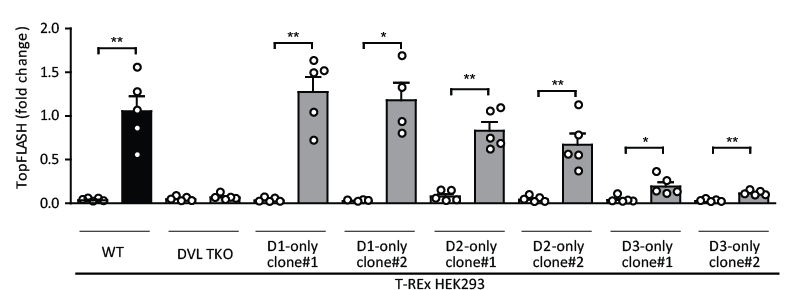 TopFLASH (fold change)
2.0
1.5
1.0
0.5
0.0
** ** * ** ** * **
WT DVL TKO D1-only clone#1 D1-only clone#2 D2-only clone#1 D2-only clone#2 D3-only clone#1 D3-only clone#2
T-REx HEK293